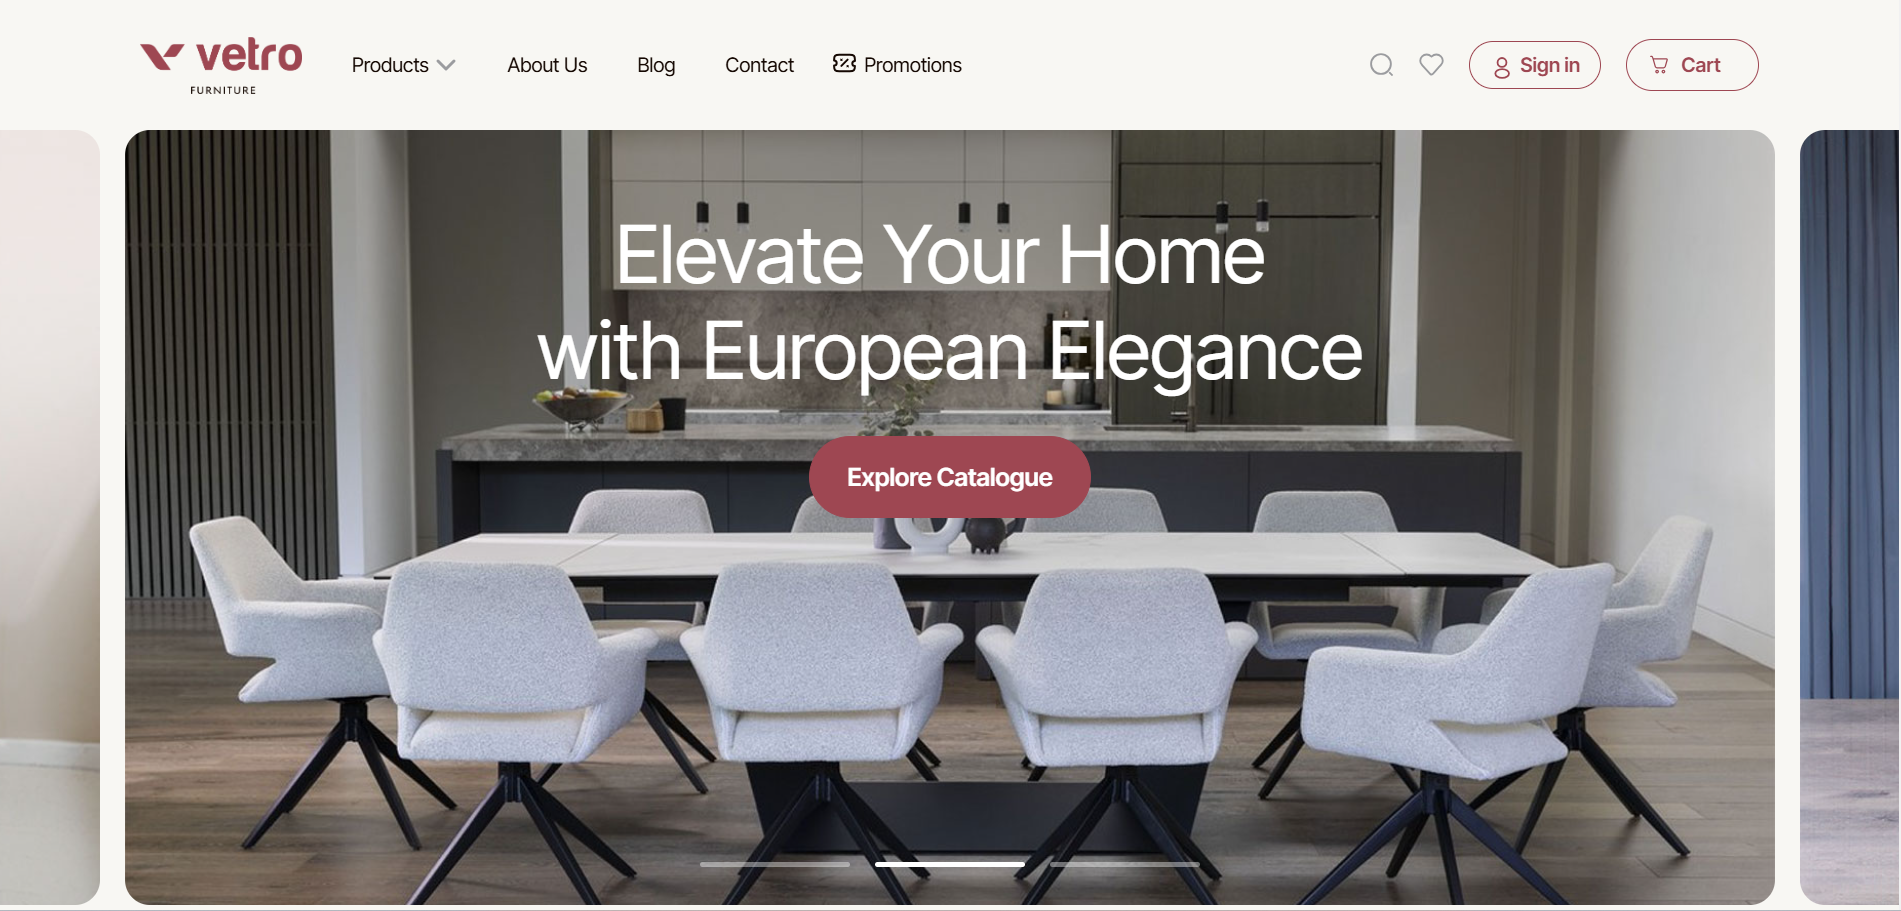 vetro
FURNITURE
Products
About Us
Blog
Contact
Promotions
Sign in
Cart
Elevate Your Home
with European Elegance
Explore Catalogue